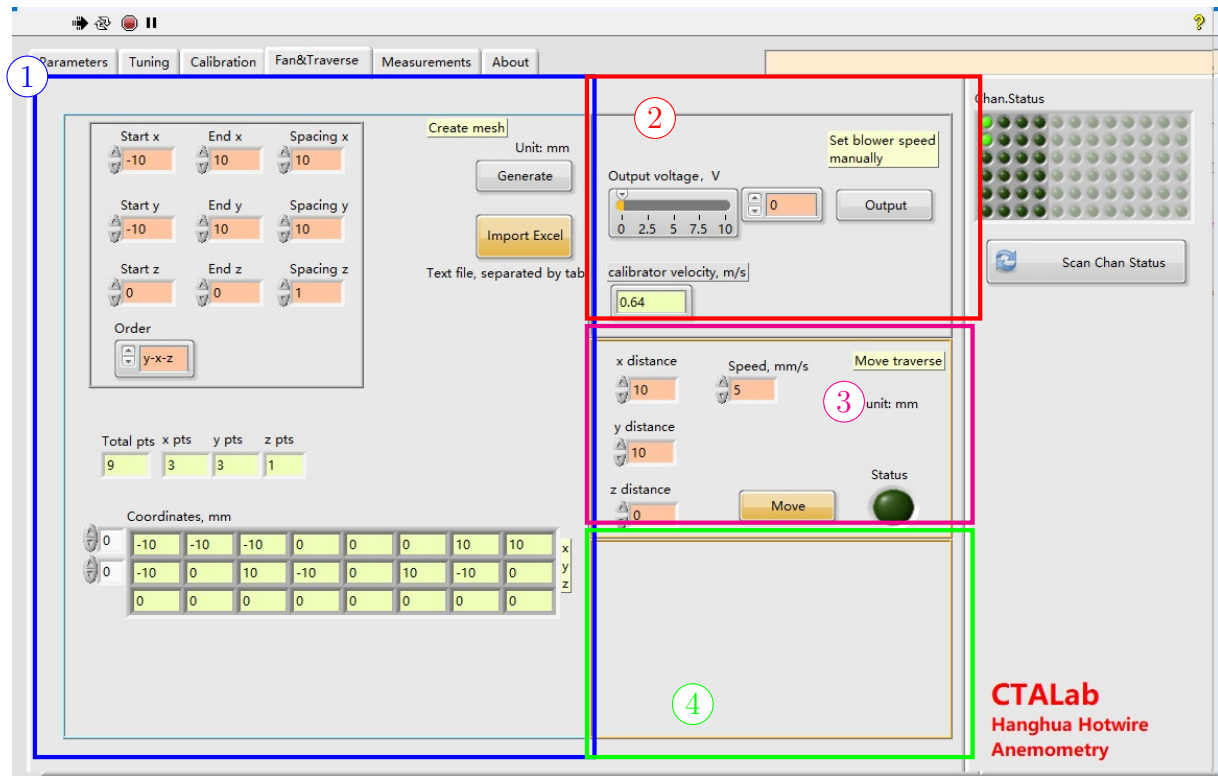 Parameters Tuning Calibration Fan&Traverse Measurements About
1
2
Chan.Status
Create mesh
Unit: mm
Start x End x Spacing x
-10 10 10
Generate
Start y End y Spacing y
-10 10 10
Import Excel
Text file, separated by tab
Start z End z Spacing z
0 0 1
Order
y-x-z
Total pts x pts y pts z pts
9 3 3 1
Coordinates, mm
0 -10 -10 -10 0 0 0 10 10 x
0 -10 0 10 -10 0 10 -10 0 y
0 0 0 0 0 0 0 0 z
Set blower speed
manually
Output voltage, V
0 2.5 5 7.5 10
0
Output
calibrator velocity, m/s
0.64
x distance Speed, mm/s Move traverse
10 5
3
unit: mm
y distance
10
z distance Status
0 Move
4
Scan Chan Status
CTALab
Hanghua Hotwire
Anemometry